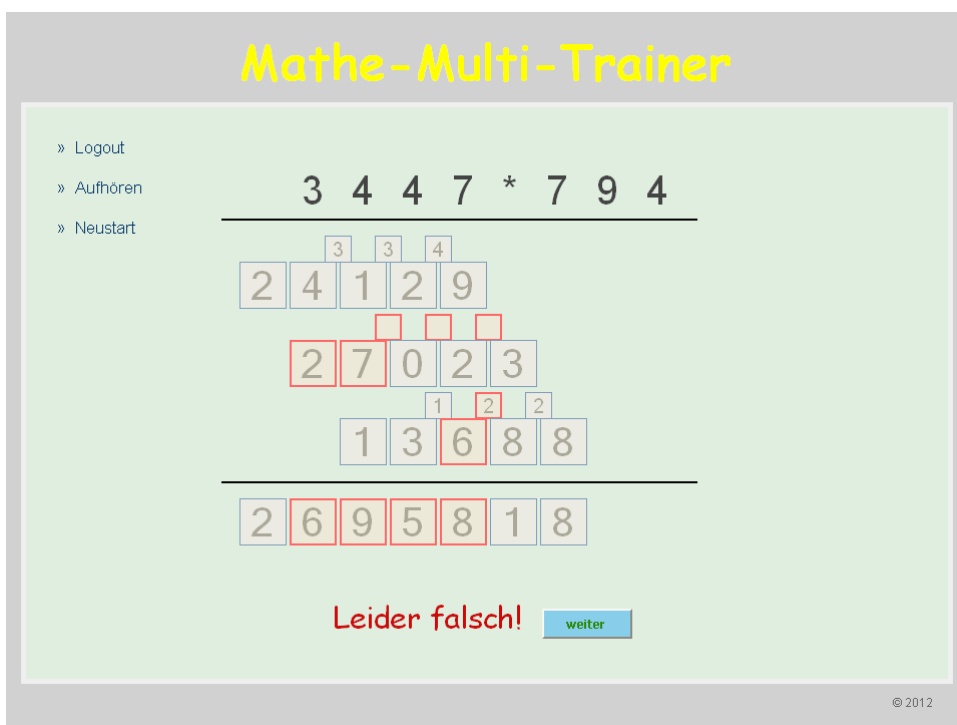 Mathe-Multi-Trainer
» Logout
» Aufhören
» Neustart
3 4 4 7 * 7 9 4
3 3 4
2 4 1 2 9
2 7 0 2 3
1 2 2
1 3 6 8 8
2 6 9 5 8 1 8
Leider falsch! weiter
© 2012